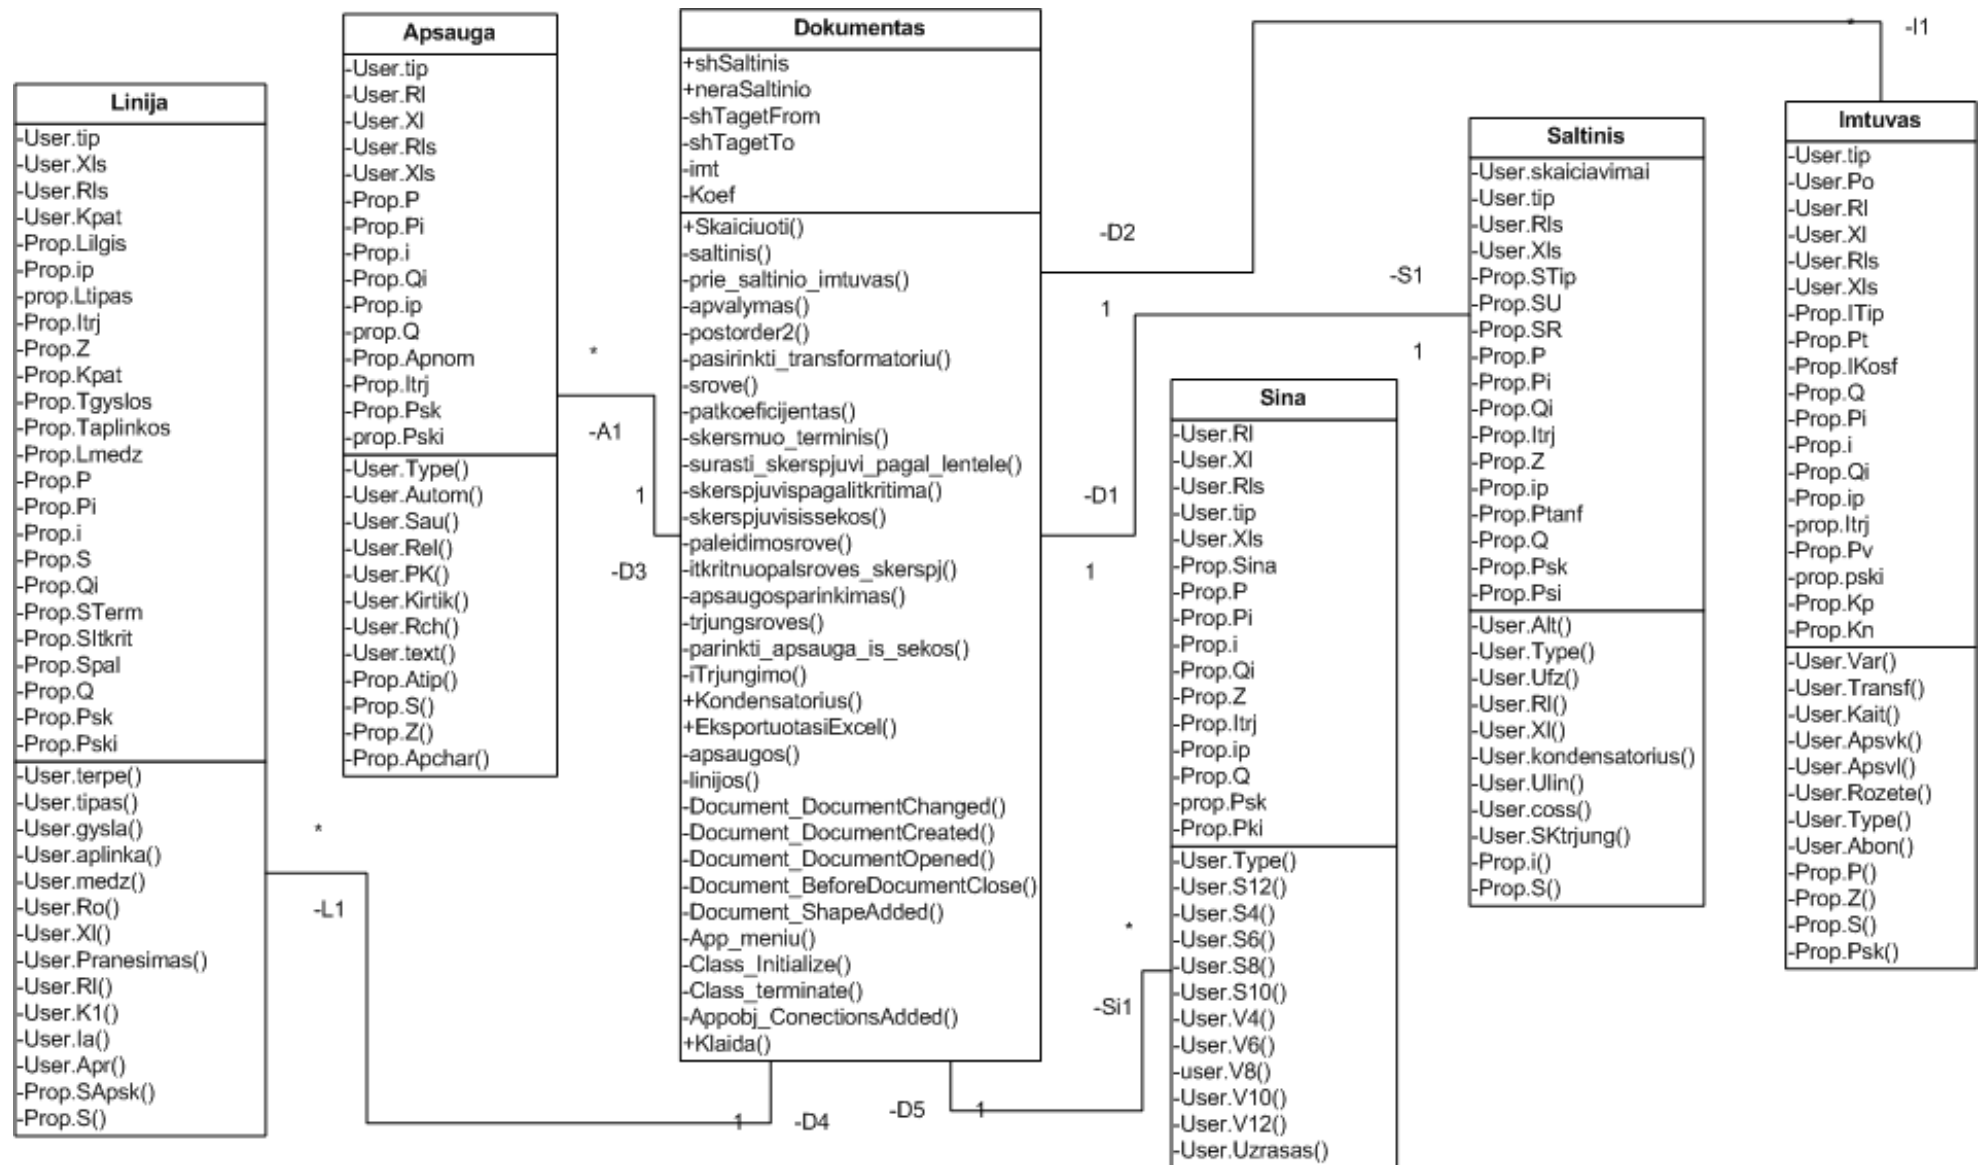 Linija
-User.tip
-User.Xls
-User.Rls
-User.Kpat
-Prop.Lilgis
-Prop.ip
-prop.Ltipas
-Prop.Itrj
-Prop.Z
-Prop.Kpat
-Prop.Tgyslos
-Prop.Taplinkos
-Prop.Lmedz
-Prop.P
-Prop.Pi
-Prop.i
-Prop.S
-Prop.Qi
-Prop.STerm
-Prop.SItkrit
-Prop.Spal
-Prop.Q
-Prop.Psk
-Prop.Pski
-User.terpe()
-User.tipas()
-User.gysla()
-User.aplinka()
-User.medz()
-User.Ro()
-User.Xl()
-User.Pranesimas()
-User.Rl()
-User.K1()
-User.Ia()
-User.Apr()
-Prop.SApsk()
-Prop.S()
Apsauga
-User.tip
-User.Rl
-User.Xl
-User.Rls
-User.Xls
-Prop.P
-Prop.Pi
-Prop.i
-Prop.Qi
-Prop.ip
-prop.Q
-Prop.Apnom
-Prop.Itrj
-Prop.Psk
-prop.Pski
-User.Type()
-User.Autom()
-User.Sau()
-User.Rel()
-User.PK()
-User.Kirtik()
-User.Rch()
-User.text()
-Prop.Atip()
-Prop.S()
-Prop.Z()
-Prop.Apchar()
*
-L1
*
-A1
1
-D3
Dokumentas
+shSaltinis
+neraSaltinio
-shTagetFrom
-shTagetTo
-imt
-Koef
+Skaiciuoti()
-saltinis()
-prie_saltinio_imtuvas()
-apvalymas()
-postorder2()
-pasirinkti_transformatoriu()
-srove()
-patkoeficijentas()
-skersmuo_terminis()
-surasti_skerspjuvi_pagal_lentele()
-skerspjuvispagalitkritima()
-skerspjuvisissekos()
-paleidimosrove()
-itkritnuopalsroves_skerspj()
-apsaugosparinkimas()
-trjungsroves()
-parinkti_apsauga_is_sekos()
-iTrjungimo()
+Kondensatorius()
+EksportuotasiExcel()
-apsaugos()
-linijos()
-Document_DocumentChanged()
-Document_DocumentCreated()
-Document_DocumentOpened()
-Document_BeforeDocumentClose()
-Document_ShapeAdded()
-App_meniu()
-Class_Initialize()
-Class_terminate()
-Appobj_ConectionsAdded()
+Klaida()
1
-D4
-D5
1
-D2
1
-D1
1
*
-I1
-S1
1
*
-Si1
Sina
-User.Rl
-User.Xl
-User.Rls
-User.tip
-User.Xls
-Prop.Sina
-Prop.P
-Prop.Pi
-Prop.i
-Prop.Qi
-Prop.Z
-Prop.Itrj
-Prop.ip
-Prop.Q
-prop.Psk
-Prop.Pki
-User.Type()
-User.S12()
-User.S4()
-User.S6()
-User.S8()
-User.S10()
-User.V4()
-User.V6()
-user.V8()
-User.V10()
-User.V12()
-User.Uzrasas()
Saltinis
-User.skaiciavimai
-User.tip
-User.Rls
-User.Xls
-Prop.STip
-Prop.SU
-Prop.SR
-Prop.P
-Prop.Pi
-Prop.Qi
-Prop.Itrj
-Prop.Z
-Prop.ip
-Prop.Ptanf
-Prop.Q
-Prop.Psk
-Prop.Psi
-User.Alt()
-User.Type()
-User.Ufz()
-User.Rl()
-User.Xl()
-User.kondensatorius()
-User.Ulin()
-User.coss()
-User.SKtrjung()
-Prop.i()
-Prop.S()
Imtuvas
-User.tip
-User.Po
-User.Rl
-User.Xl
-User.Rls
-User.Xls
-Prop.ITip
-Prop.Pt
-Prop.IKosf
-Prop.Q
-Prop.Pi
-Prop.i
-Prop.Qi
-Prop.ip
-prop.Itrj
-Prop.Pv
-prop.pski
-Prop.Kp
-Prop.Kn
-User.Var()
-User.Transf()
-User.Kait()
-User.Apsvk()
-User.Apsvl()
-User.Rozete()
-User.Type()
-User.Abon()
-Prop.P()
-Prop.Z()
-Prop.S()
-Prop.Psk()